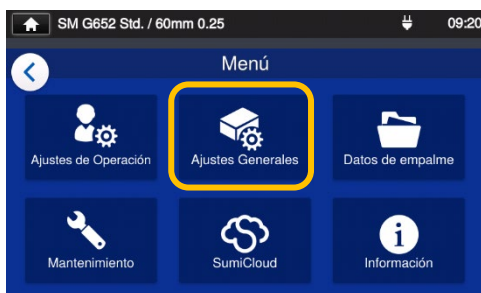 SM G652 Std. / 60mm 0.25 09:20
Menú
Ajustes de Operación Ajustes Generales Datos de empalme
Mantenimiento SumiCloud Información